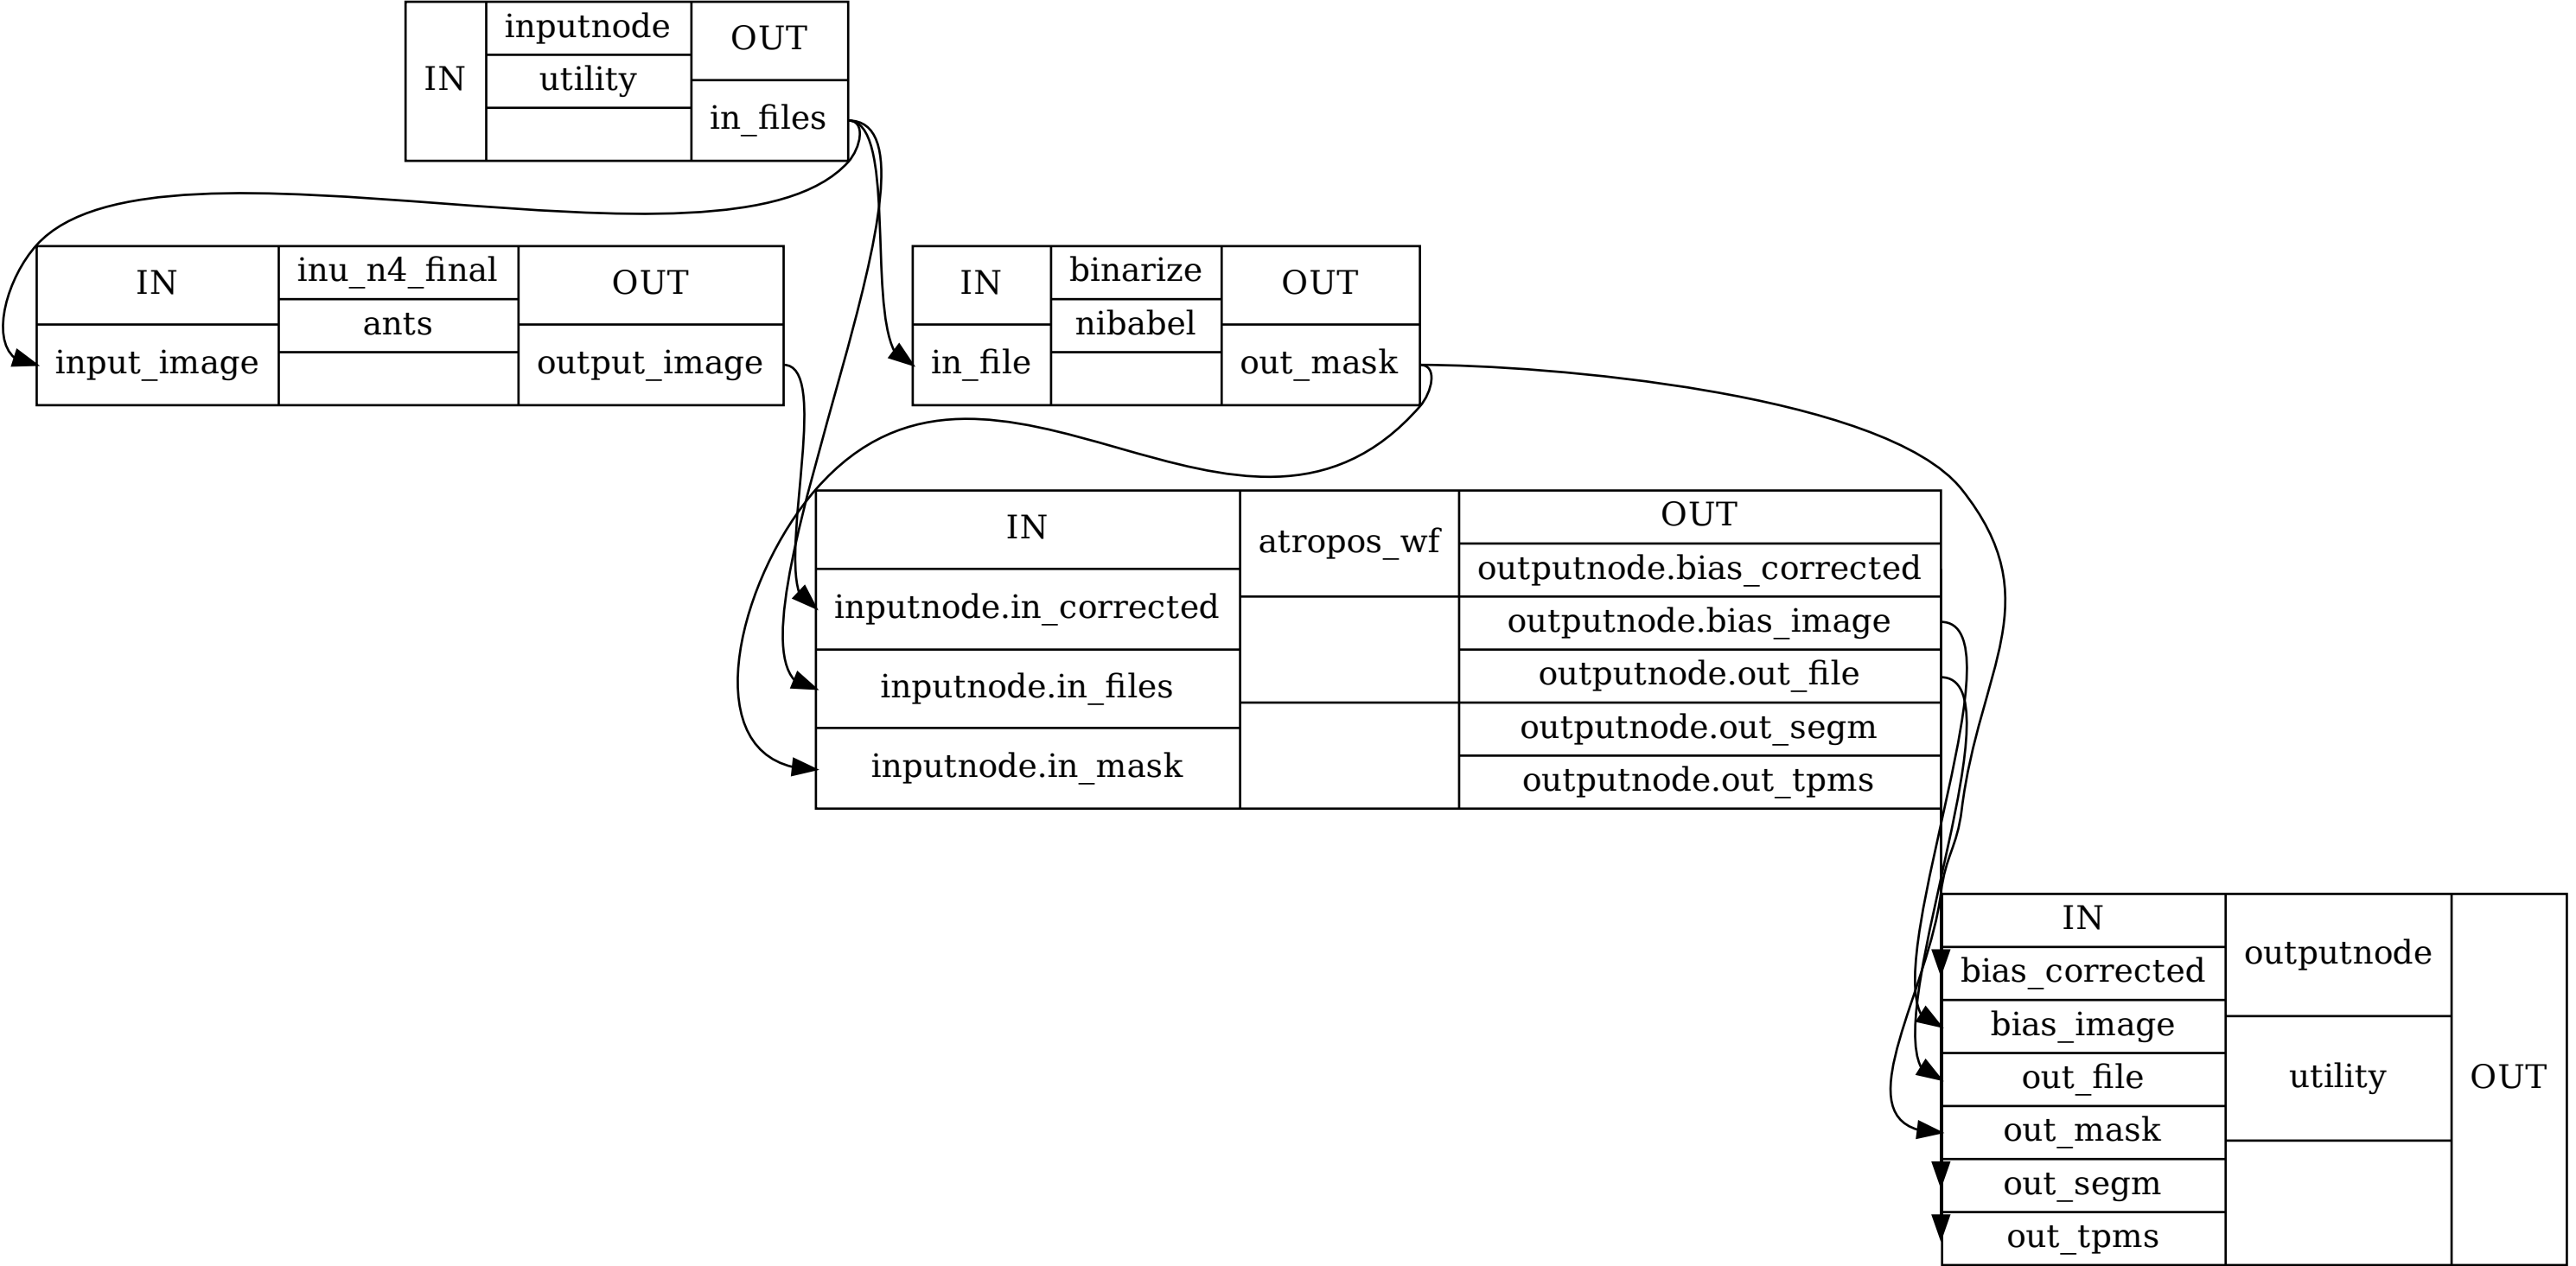 IN
inputnode
utility
OUT
in_files
IN
input_image
inu_n4_final
ants
OUT
output_image
IN
in_file
binarize
nibabel
OUT
out_mask
IN
inputnode.in_corrected
inputnode.in_files
inputnode.in_mask
atropos_wf
OUT
outputnode.bias_corrected
outputnode.bias_image
outputnode.out_file
outputnode.out_segm
outputnode.out_tpms
IN
bias_corrected
bias_image
out_file
out_mask
out_segm
out_tpms
outputnode
utility
OUT